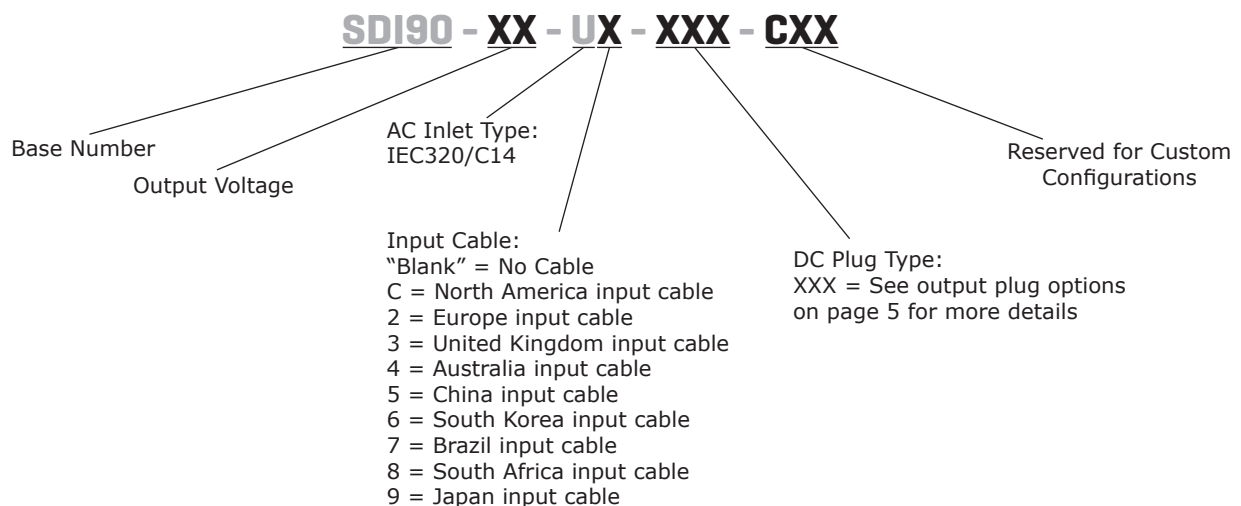 SDI90 - XX - UX - XXX - CXX
Base Number
Output Voltage
AC Inlet Type:
IEC320/C14
Input Cable:
“Blank” = No Cable
C = North America input cable
2 = Europe input cable
3 = United Kingdom input cable
4 = Australia input cable
5 = China input cable
6 = South Korea input cable
7 = Brazil input cable
8 = South Africa input cable
9 = Japan input cable
DC Plug Type:
XXX = See output plug options
on page 5 for more details
Reserved for Custom
Configurations